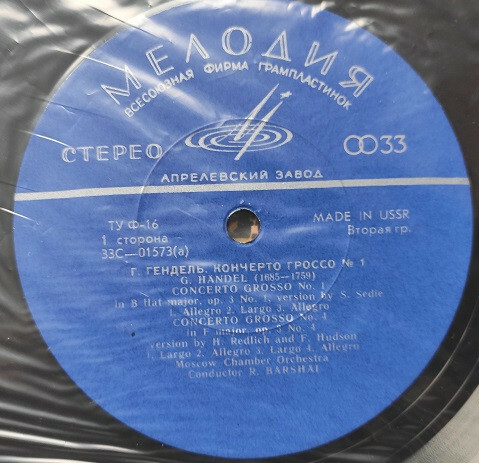 МЕЛОДИЯ
ВСЕСОЮЗНАЯ ФИРМА ГРАМПЛАСТИНОК
СТЕРЕО
33
АПРЕЛЕВСКИЙ ЗАВОД
ТУ Ф-16
1 сторона
33С—01573(а)
MADE IN USSR
Вторая гр.
Г. ГЕНДЕЛЬ. КОНЧЕРТО ГРОССО № 1
G. HANDEL (1685—1759)
CONCERTO GROSSO No. 1
in B flat major, op. 3 No. 1, version by S. Sedie
1. Allegro 2. Largo 3. Allegro
CONCERTO GROSSO No. 4
in F major, op. 3 No. 4
version by H. Redlich and F. Hudson
1. Largo 2. Allegro 3. Largo 4. Allegro
Moscow Chamber Orchestra
Conductor R. BARSHAI